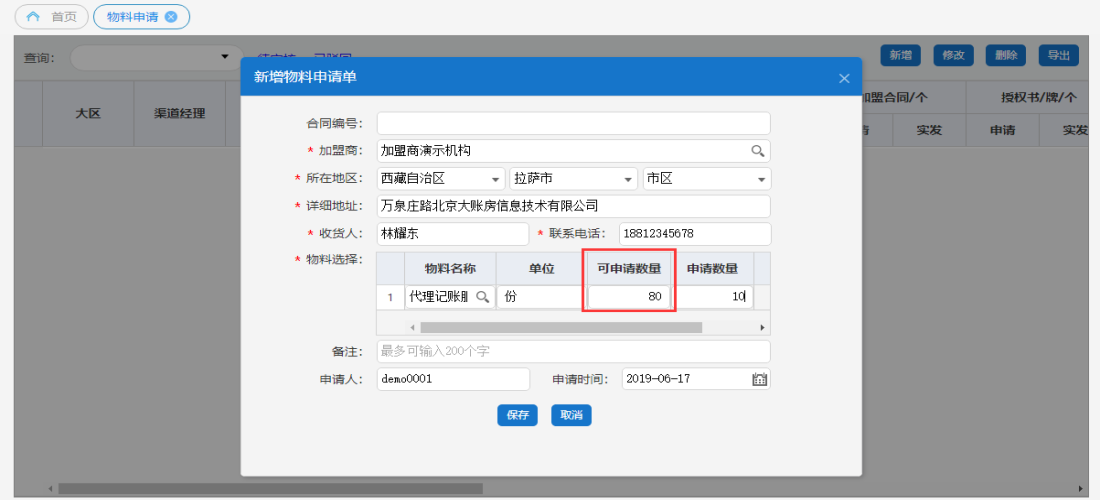 首页 物料申请
查询: 新增 修改 删除 导出
新增物料申请单
大区 渠道经理 加盟合同/个 授权书/牌/个
实发 申请 实发
合同编号:
* 加盟商: 加盟商演示机构
* 所在地区: 西藏自治区 拉萨市 市区
* 详细地址: 万泉庄路北京大账房信息技术有限公司
* 收货人: 林耀东 * 联系电话: 18812345678
* 物料选择:
物料名称 单位 可申请数量 申请数量
1 代理记账服 份 80 10
备注: 最多可输入200个字
申请人: demo0001 申请时间: 2019-06-17
保存 取消